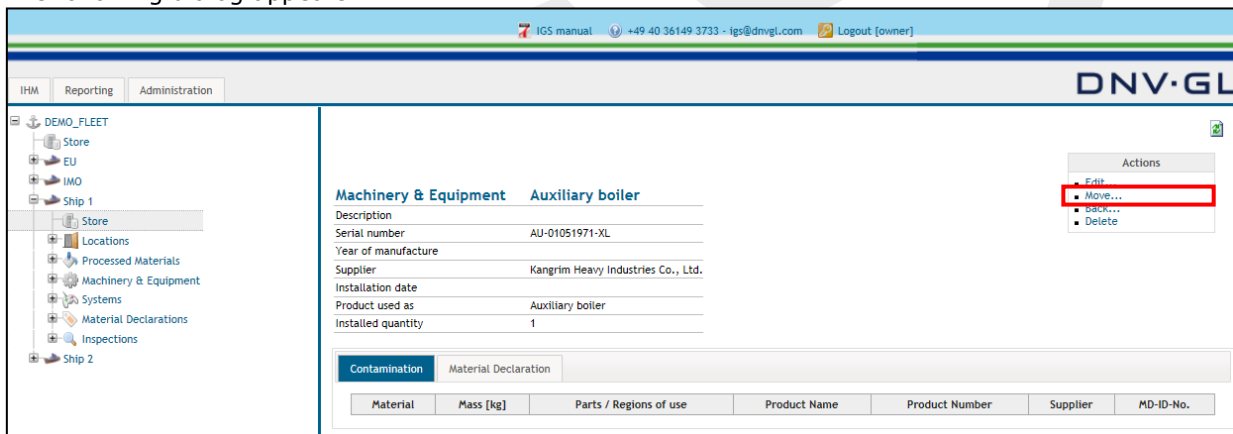 IGS manual +49 40 36149 3733 - igs@dnvgl.com Logout [owner]
DNV·GL
IHM Reporting Administration
DEMO_FLEET
Store
EU
IMO
Ship 1
Store
Locations
Processed Materials
Machinery & Equipment
Systems
Material Declarations
Inspections
Ship 2
Actions
Edit...
Move...
Back...
Delete
Machinery & Equipment Auxiliary boiler
Description
Serial number AU-01051971-XL
Year of manufacture
Supplier Kangrim Heavy Industries Co., Ltd.
Installation date
Product used as Auxiliary boiler
Installed quantity 1
Contamination Material Declaration
Material Mass [kg] Parts / Regions of use Product Name Product Number Supplier MD-ID-No.